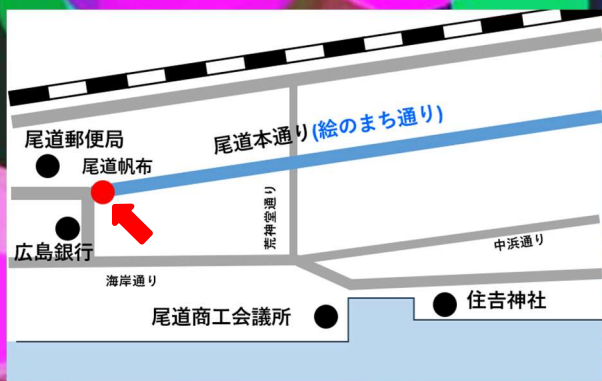 尾道郵便局
尾道帆布
尾道本通り(絵のまち通り)
広島銀行
荒神堂通り
海岸通り
中浜通り
尾道商工会議所
住吉神社